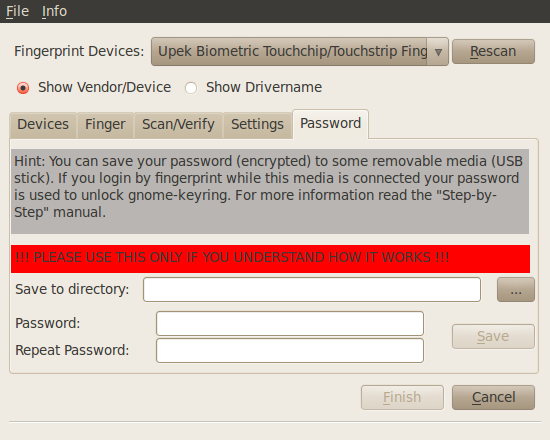 File Info
Fingerprint Devices: Upek Biometric Touchchip/Touchstrip Fing Rescan
Show Vendor/Device Show Drivername
Devices Finger Scan/Verify Settings Password
Hint: You can save your password (encrypted) to some removable media (USB
stick). If you login by fingerprint while this media is connected your password
is used to unlock gnome-keyring. For more information read the "Step-by-
Step" manual.
!!! PLEASE USE THIS ONLY IF YOU UNDERSTAND HOW IT WORKS !!!
Save to directory: ...
Password:
Save
Repeat Password:
Finish Cancel